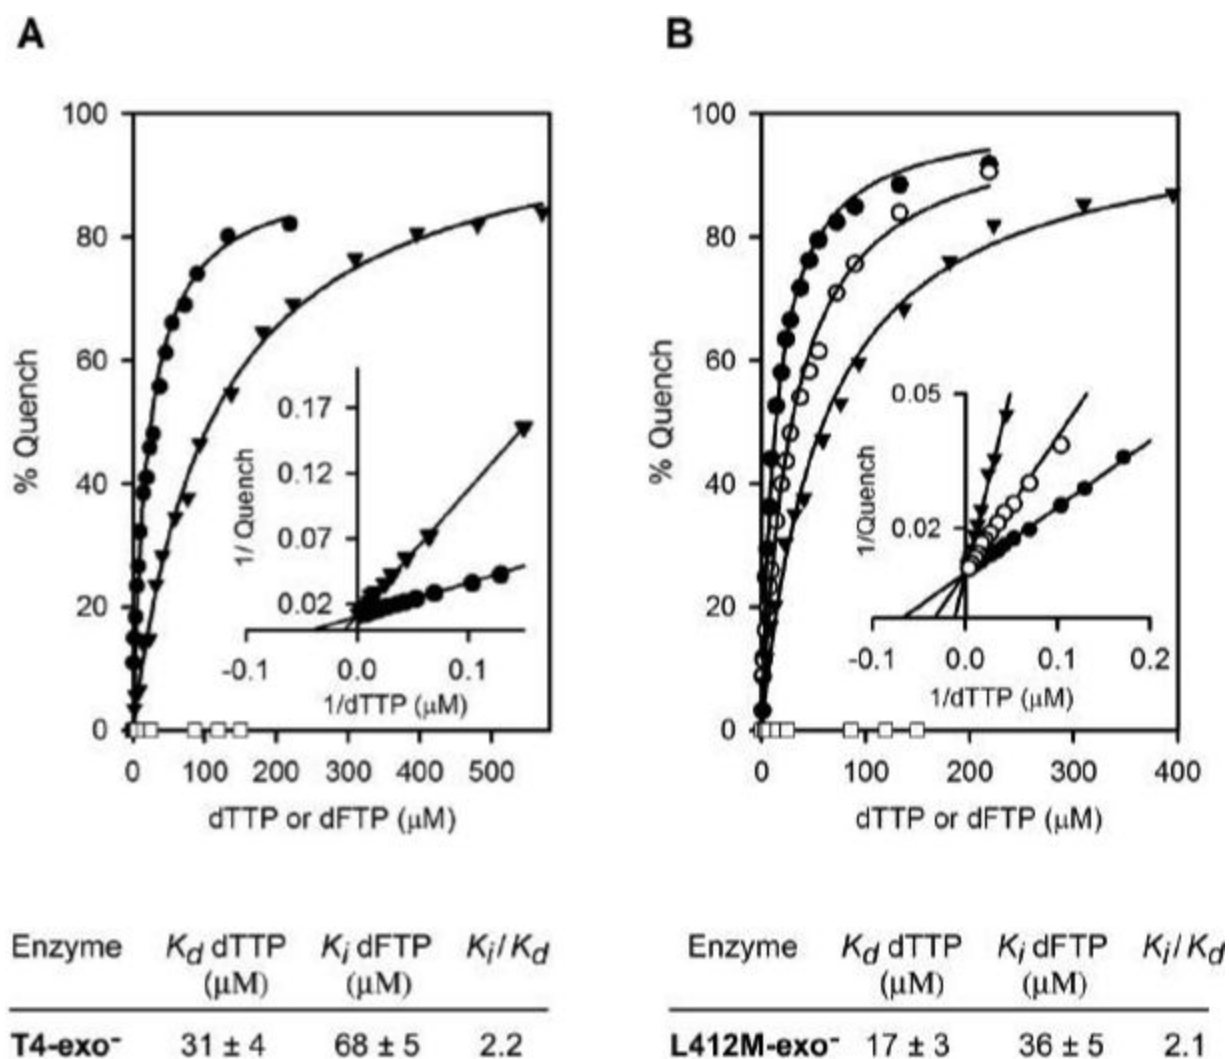 A
100
80
60
40
20
0
% Quench
0 100 200 300 400 500
dTTP or dFTP (μM)
0.17
0.12
0.07
0.02
1/ Quench
-0.1 0.0 0.1
1/dTTP (μM)
Enzyme Kd dTTP (μM) Ki dFTP (μM) Ki/Kd
T4-exo⁻ 31 ± 4 68 ± 5 2.2
B
100
80
60
40
20
0
% Quench
0 100 200 300 400
dTTP or dFTP (μM)
0.05
0.02
1/Quench
-0.1 0.0 0.1 0.2
1/dTTP (μM)
Enzyme Kd dTTP (μM) Ki dFTP (μM) Ki/Kd
L412M-exo⁻ 17 ± 3 36 ± 5 2.1